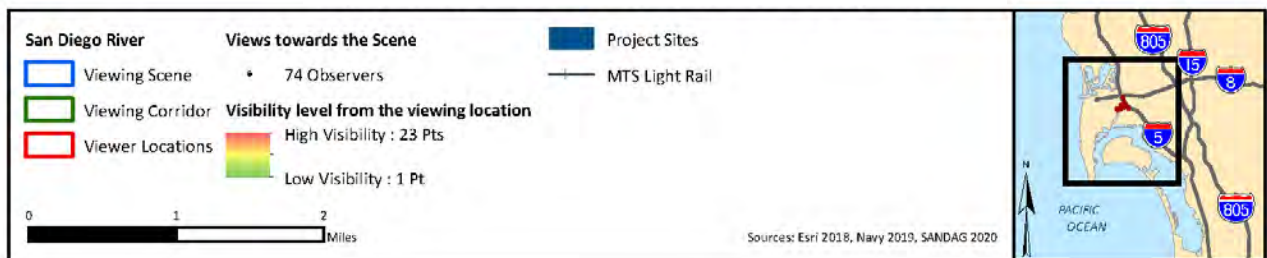 San Diego River
Viewing Scene
Viewing Corridor
Viewer Locations
Views towards the Scene
74 Observers
Visibility level from the viewing location
High Visibility : 23 Pts
Low Visibility : 1 Pt
Project Sites
MTS Light Rail
0 1 2
Miles
Sources: Esri 2018, Navy 2019, SANDAG 2020
805
15
8
5
N
805
PACIFIC
OCEAN